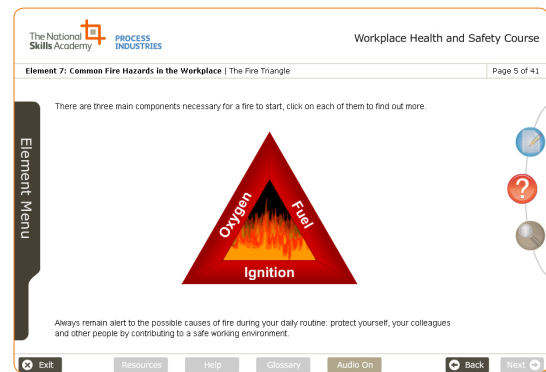 The National
Skills Academy
PROCESS
INDUSTRIES
Workplace Health and Safety Course
Element 7: Common Fire Hazards in the Workplace | The Fire Triangle
Page 5 of 41
There are three main components necessary for a fire to start, click on each of them to find out more.
Element Menu
Oxygen
Fuel
Ignition
?
Always remain alert to the possible causes of fire during your daily routine: protect yourself, your colleagues
and other people by contributing to a safe working environment.
Exit
Resources
Help
Glossary
Audio On
Back
Next